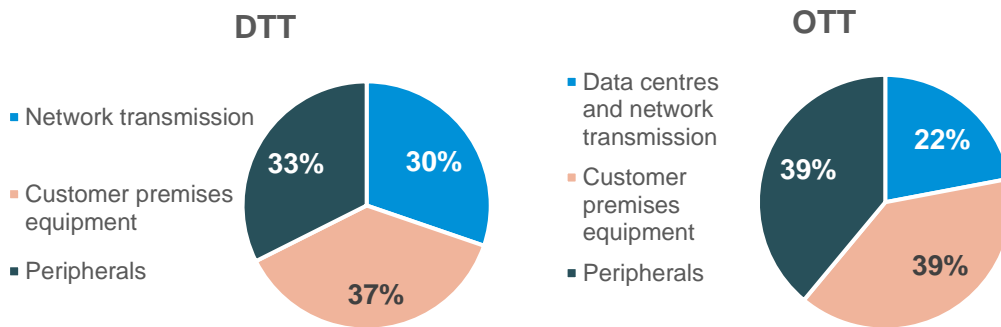 DTT
Network transmission
Customer premises
equipment
Peripherals
33%
30%
37%
OTT
Data centres
and network
transmission
Customer
premises
equipment
Peripherals
39%
22%
39%